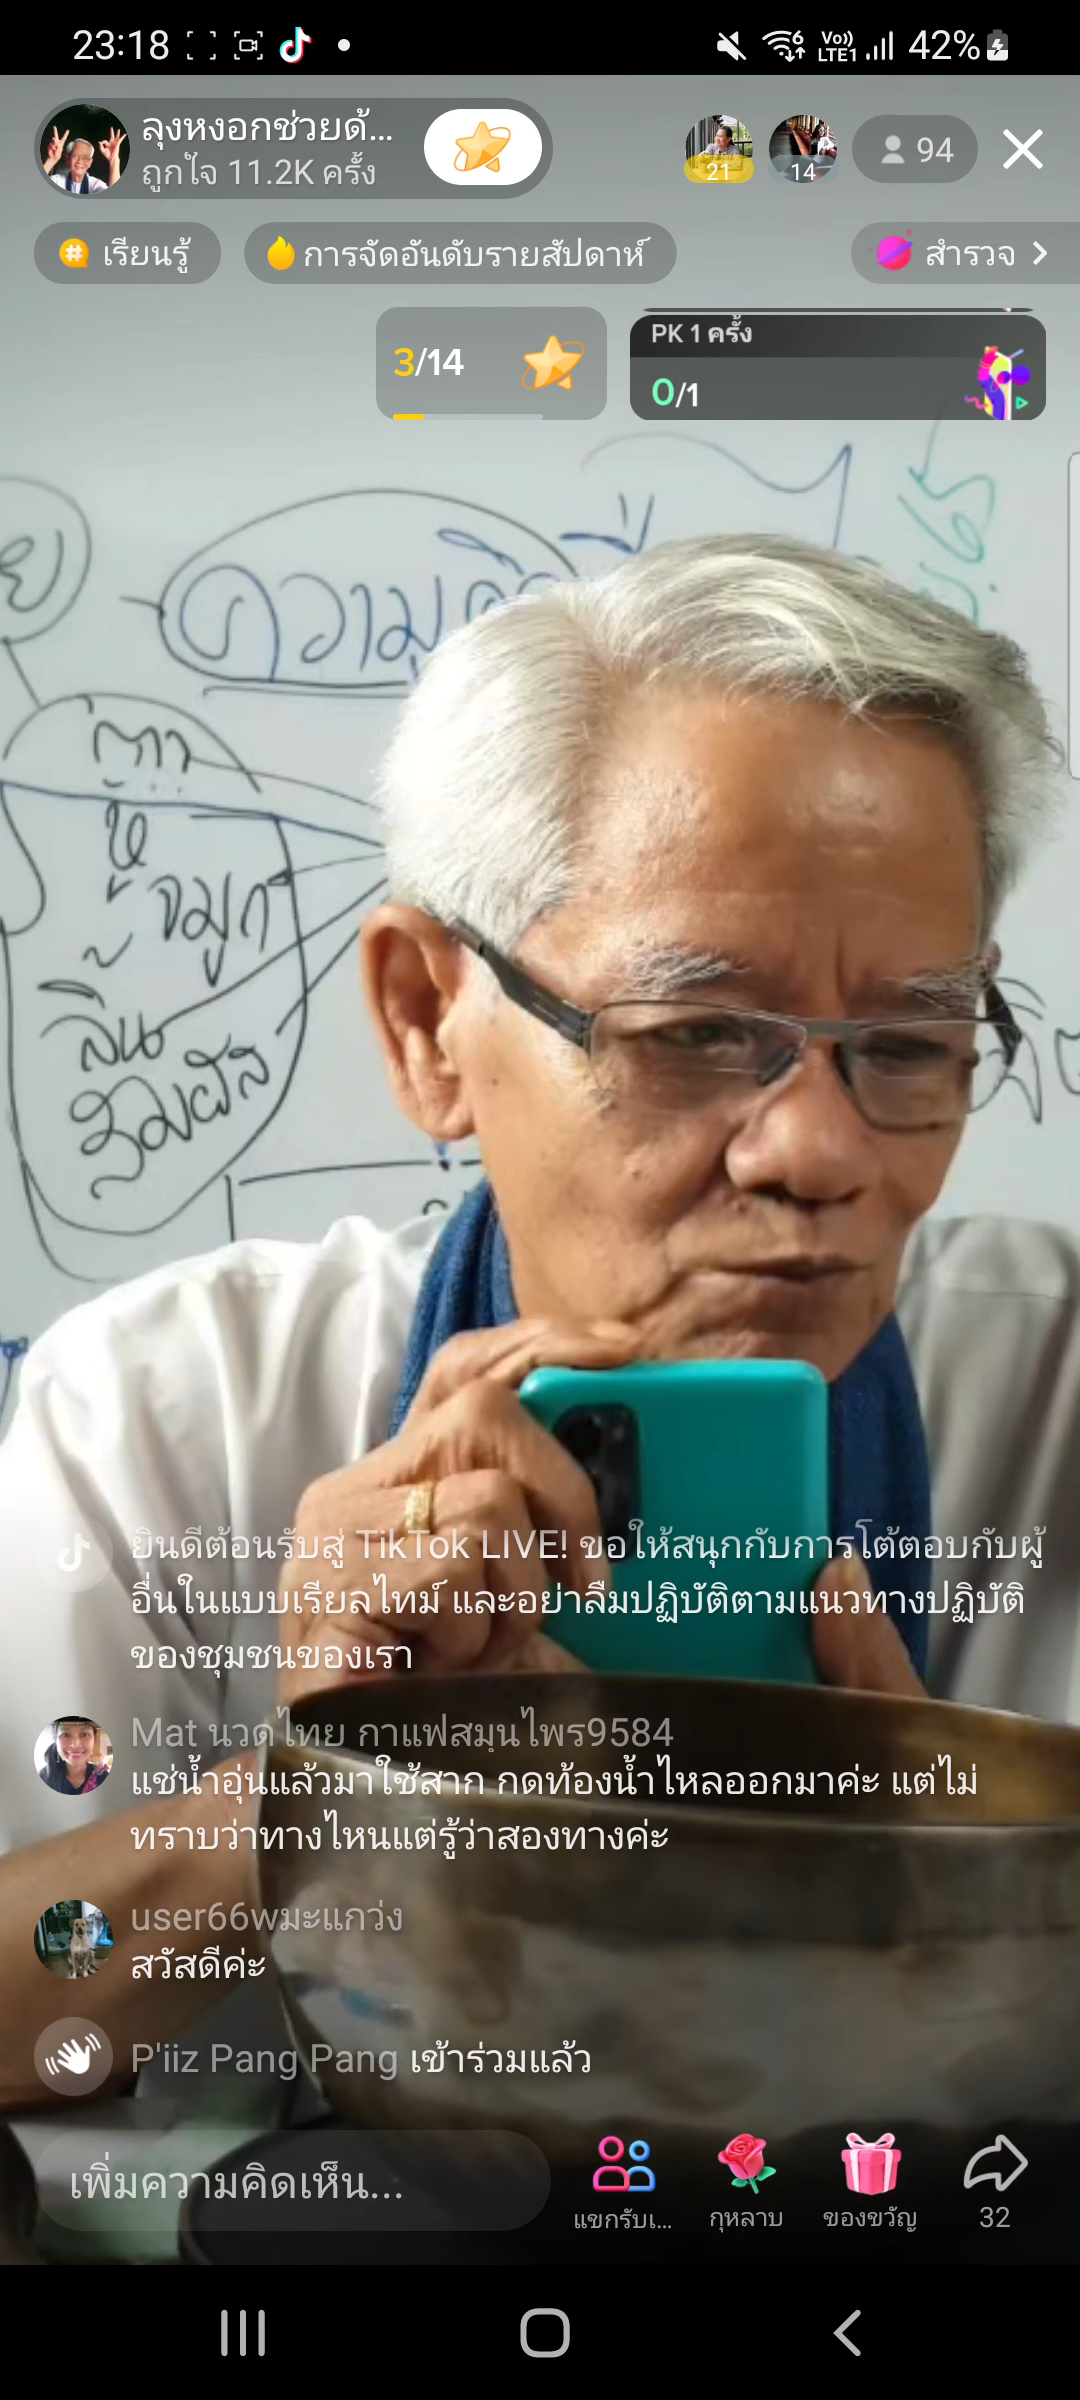 23:18
Vo))
LTE1
42%
ลุงหงอกช่วยด้...
ถูกใจ 11.2K ครั้ง
21
14
94
เรียนรู้
การจัดอันดับรายสัปดาห์
สำรวจ
3/14
PK 1 ครั้ง
0/1
ย
ความคิด
ตา
หู
จมูก
ลิ้น
สัมผัส
ยินดีต้อนรับสู่ TikTok LIVE! ขอให้สนุกกับการโต้ตอบกับผู้
อื่นในแบบเรียลไทม์ และอย่าลืมปฏิบัติตามแนวทางปฏิบัติ
ของชุมชนของเรา
Mat นวดไทย กาแฟสมุนไพร9584
แช่น้ำอุ่นแล้วมาใช้สาก กดท้องน้ำไหลออกมาค่ะ แต่ไม่
ทราบว่าทางไหนแต่รู้ว่าสองทางค่ะ
user66wมะแกว่ง
สวัสดีค่ะ
P'iiz Pang Pang เข้าร่วมแล้ว
เพิ่มความคิดเห็น...
แขกรับเ...
กุหลาบ
ของขวัญ
32